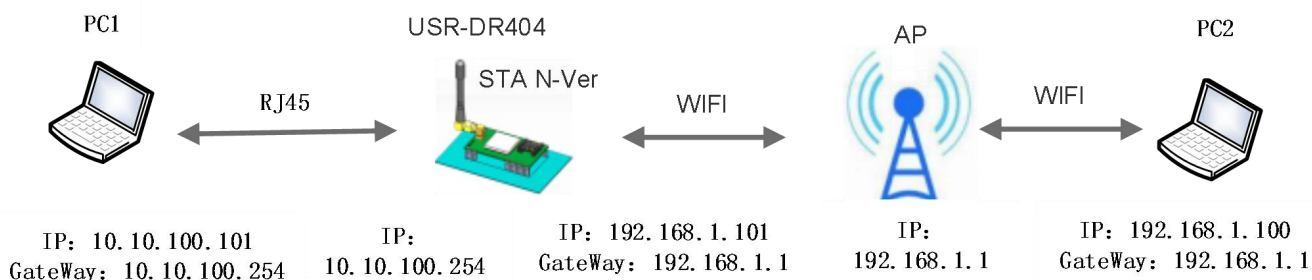 PC1
USR-DR404
AP
PC2
STA N-Ver
RJ45
WIFI
WIFI
IP: 10.10.100.101
GateWay: 10.10.100.254
IP:
10.10.100.254
IP: 192.168.1.101
GateWay: 192.168.1.1
IP:
192.168.1.1
IP: 192.168.1.100
GateWay: 192.168.1.1